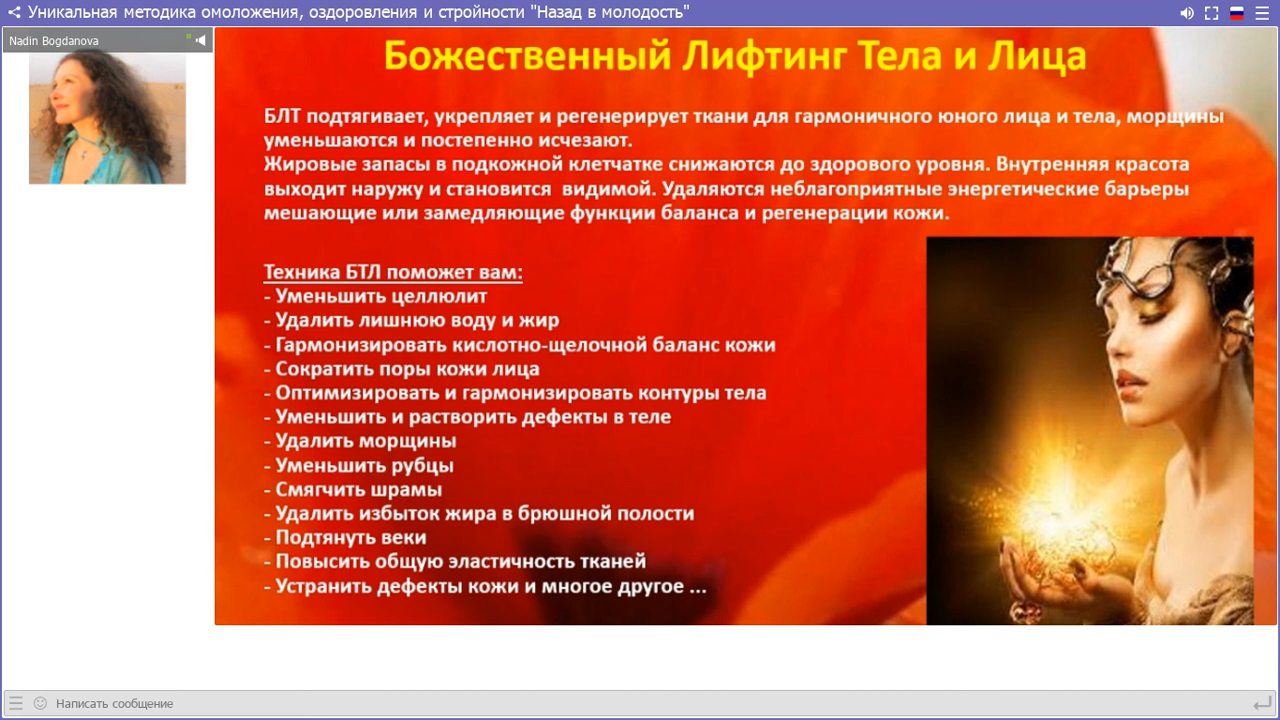 Уникальная методика омоложения, оздоровления и стройности "Назад в молодость"
Nadin Bogdanova
Божественный Лифтинг Тела и Лица
БЛТ подтягивает, укрепляет и регенерирует ткани для гармоничного юного лица и тела, морщины
уменьшаются и постепенно исчезают.
Жировые запасы в подкожной клетчатке снижаются до здорового уровня. Внутренняя красота
выходит наружу и становится  видимой. Удаляются неблагоприятные энергетические барьеры
мешающие или замедляющие функции баланса и регенерации кожи.
Техника БТЛ поможет вам:
- Уменьшить целлюлит
- Удалить лишнюю воду и жир
- Гармонизировать кислотно-щелочной баланс кожи
- Сократить поры кожи лица
- Оптимизировать и гармонизировать контуры тела
- Уменьшить и растворить дефекты в теле
- Удалить морщины
- Уменьшить рубцы
- Смягчить шрамы
- Удалить избыток жира в брюшной полости
- Подтянуть веки
- Повысить общую эластичность тканей
- Устранить дефекты кожи и многое другое ...
Написать сообщение